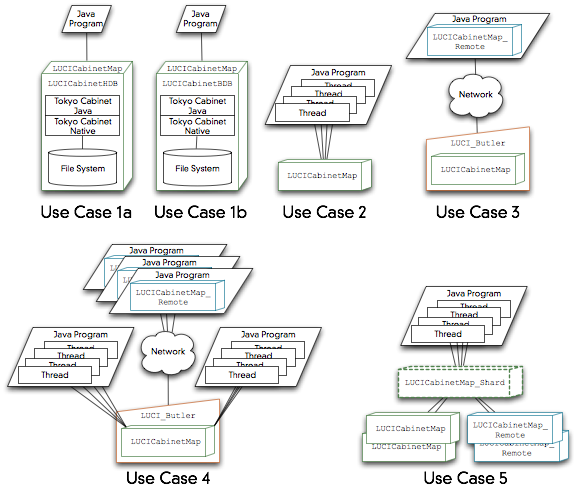 Java
Program
LUCICabinetMap
LUCICabinetHDB
Tokyo Cabinet
Java
Tokyo Cabinet
Native
File System
Use Case 1a
Java
Program
LUCICabinetMap
LUCICabinetBDB
Tokyo Cabinet
Java
Tokyo Cabinet
Native
File System
Use Case 1b
Java Program
Thread
Thread
Thread
Thread
LUCICabinetMap
Use Case 2
Java Program
LUCICabinetMap_
Remote
Network
LUCI_Butler
LUCICabinetMap
Use Case 3
Java Program
Java Program
Java Program
LUCICabinetMap_
Remote
Network
Java Program
Thread
Thread
Thread
Thread
Java Program
Thread
Thread
Thread
Thread
LUCI_Butler
LUCICabinetMap
Use Case 4
Java Program
Thread
Thread
Thread
Thread
LUCICabinetMap_Shard
LUCICabinetMap
LUCICabinetMap
LUCICabinetMap_
Remote
LUCICabinetMap_
Remote
Use Case 5